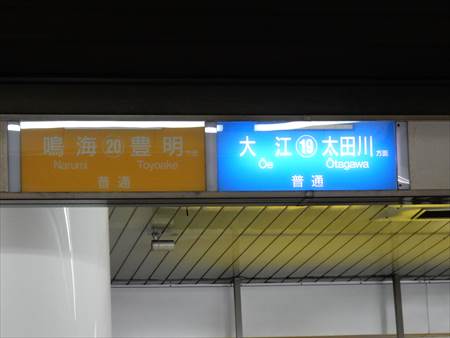 鳴海 20 豊明 方面
Narumi Toyoake
普通
大江 19 太田川 方面
Ōe Ōtagawa
普通